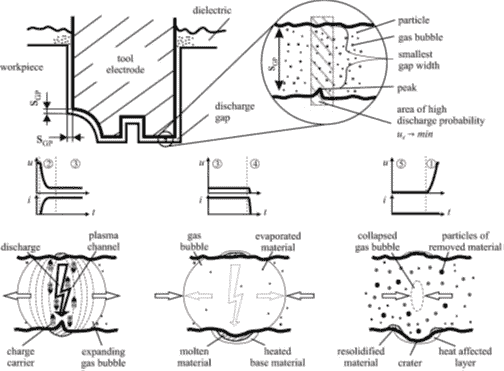 dielectric
workpiece
tool
electrode
S_GP
S_GP
discharge
gap
S_GP
particle
gas bubble
smallest
gap width
peak
area of high
discharge probability
u_d → min
u ② ③
i
t
u ③ ④
i
t
u ⑤ ①
i
t
discharge
plasma
channel
charge
carrier
expanding
gas bubble
gas
bubble
evaporated
material
molten
material
heated
base material
collapsed
gas bubble
particles of
removed material
resolidified
material
crater
heat affected
layer